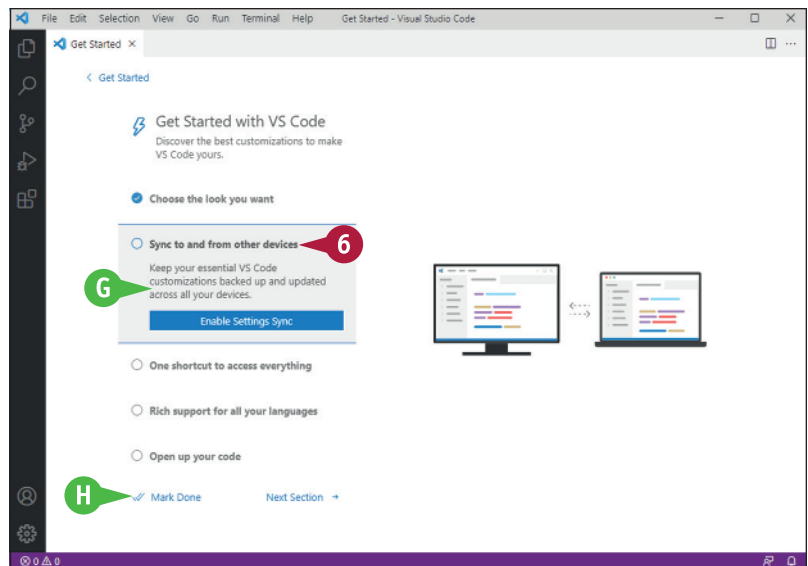 File Edit Selection View Go Run Terminal Help Get Started - Visual Studio Code
Get Started
Get Started
Get Started with VS Code
Discover the best customizations to make
VS Code yours.
Choose the look you want
Sync to and from other devices
6
G
Keep your essential VS Code
customizations backed up and updated
across all your devices.
Enable Settings Sync
One shortcut to access everything
Rich support for all your languages
Open up your code
H
Mark Done Next Section
0 0